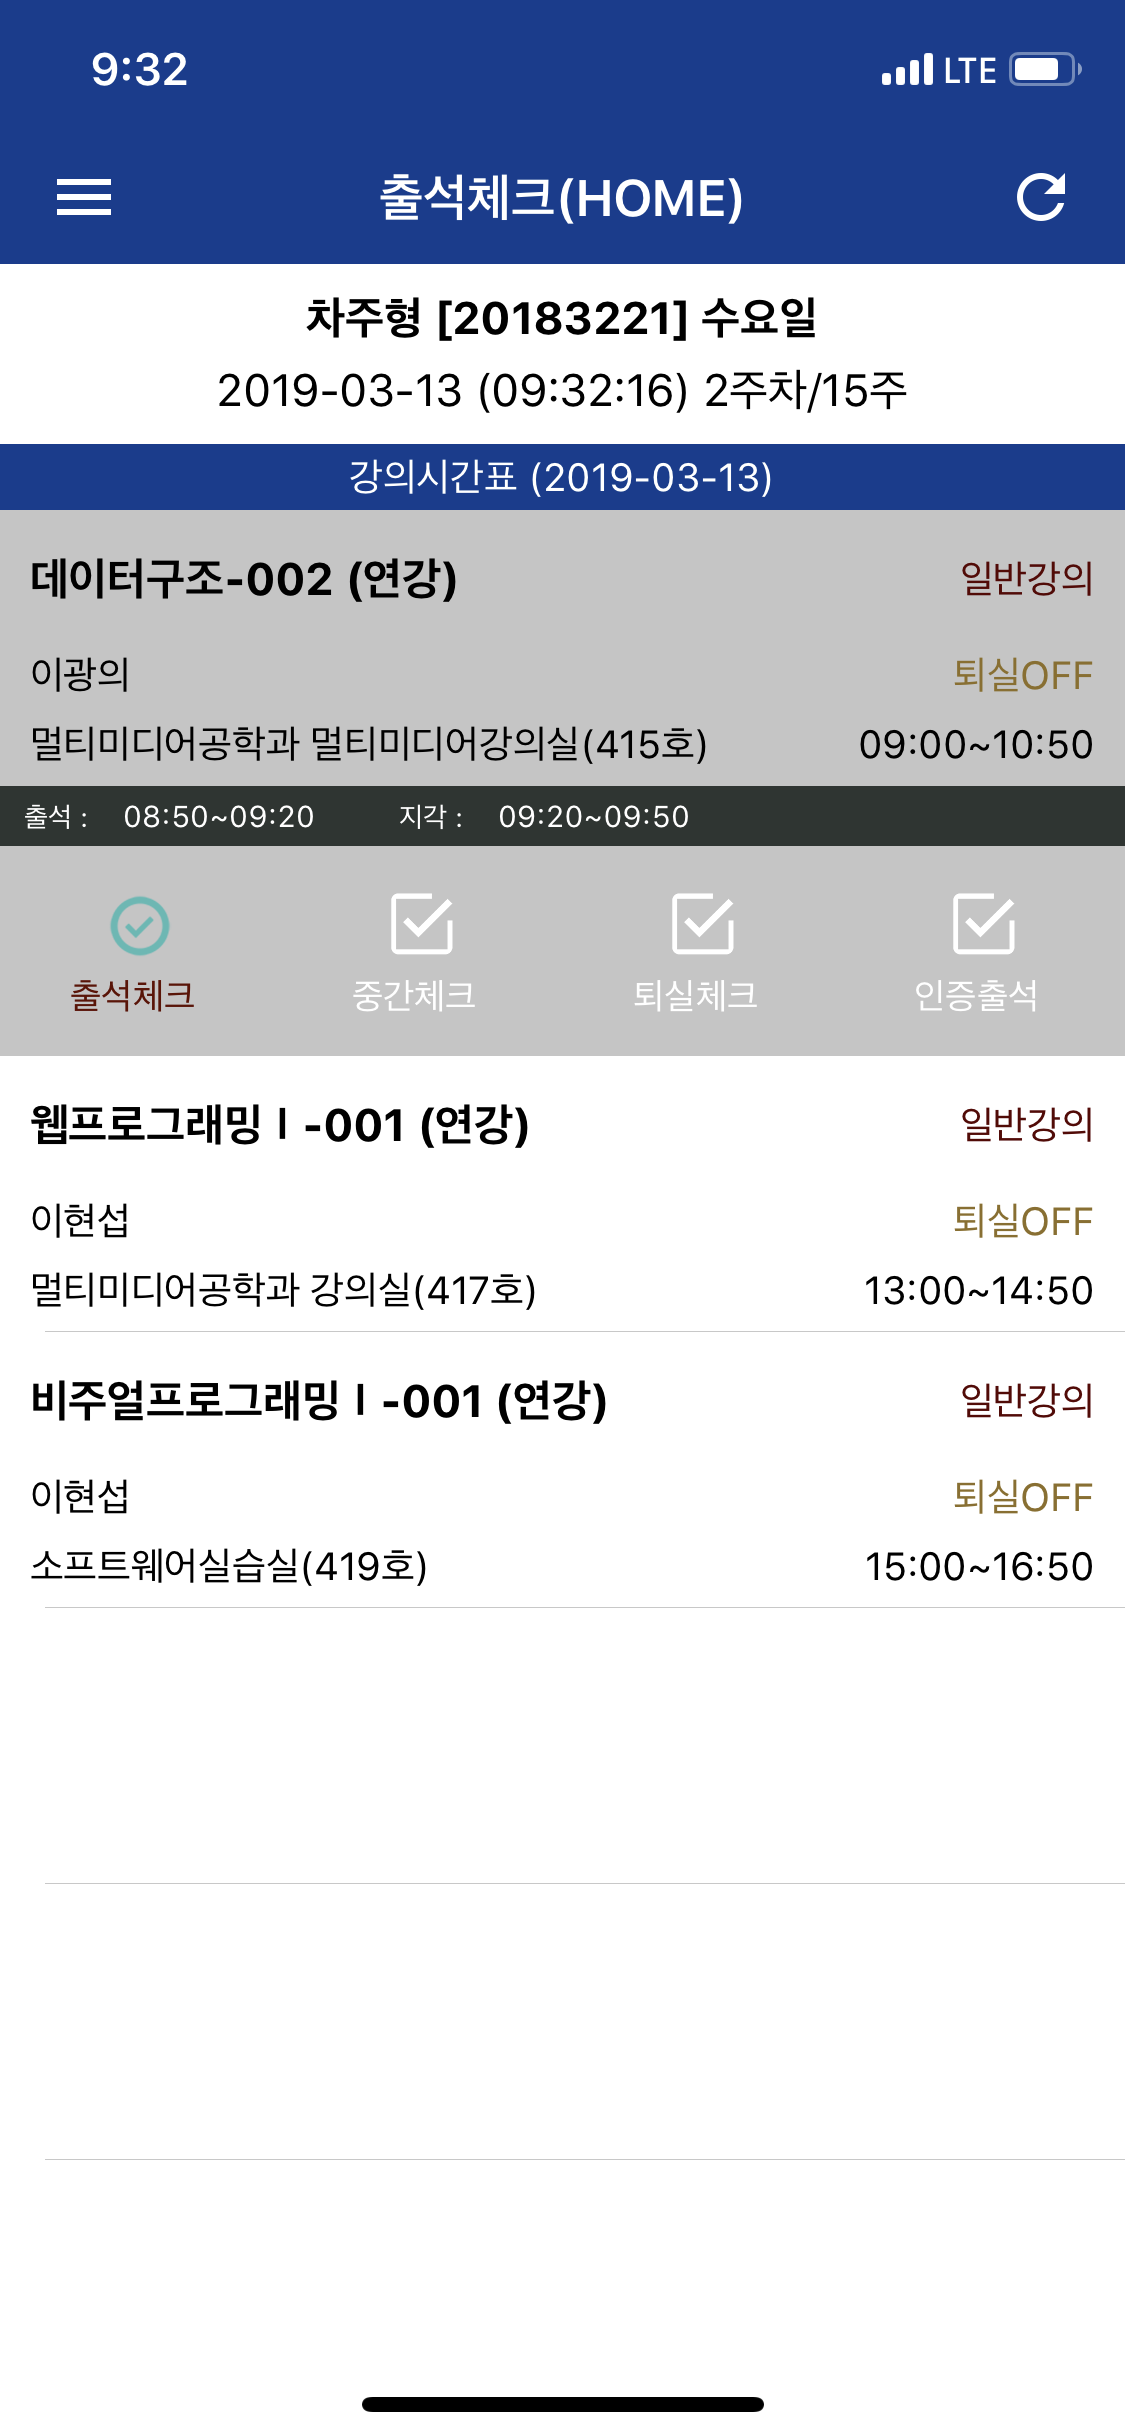 9:32 LTE
출석체크(HOME)
차주형 [20183221] 수요일
2019-03-13 (09:32:16) 2주차/15주
강의시간표 (2019-03-13)
데이터구조-002 (연강) 일반강의
이광의 퇴실OFF
멀티미디어공학과 멀티미디어강의실(415호) 09:00~10:50
출석 : 08:50~09:20 지각 : 09:20~09:50
출석체크 중간체크 퇴실체크 인증출석
웹프로그래밍Ⅰ-001 (연강) 일반강의
이현섭 퇴실OFF
멀티미디어공학과 강의실(417호) 13:00~14:50
비주얼프로그래밍Ⅰ-001 (연강) 일반강의
이현섭 퇴실OFF
소프트웨어실습실(419호) 15:00~16:50